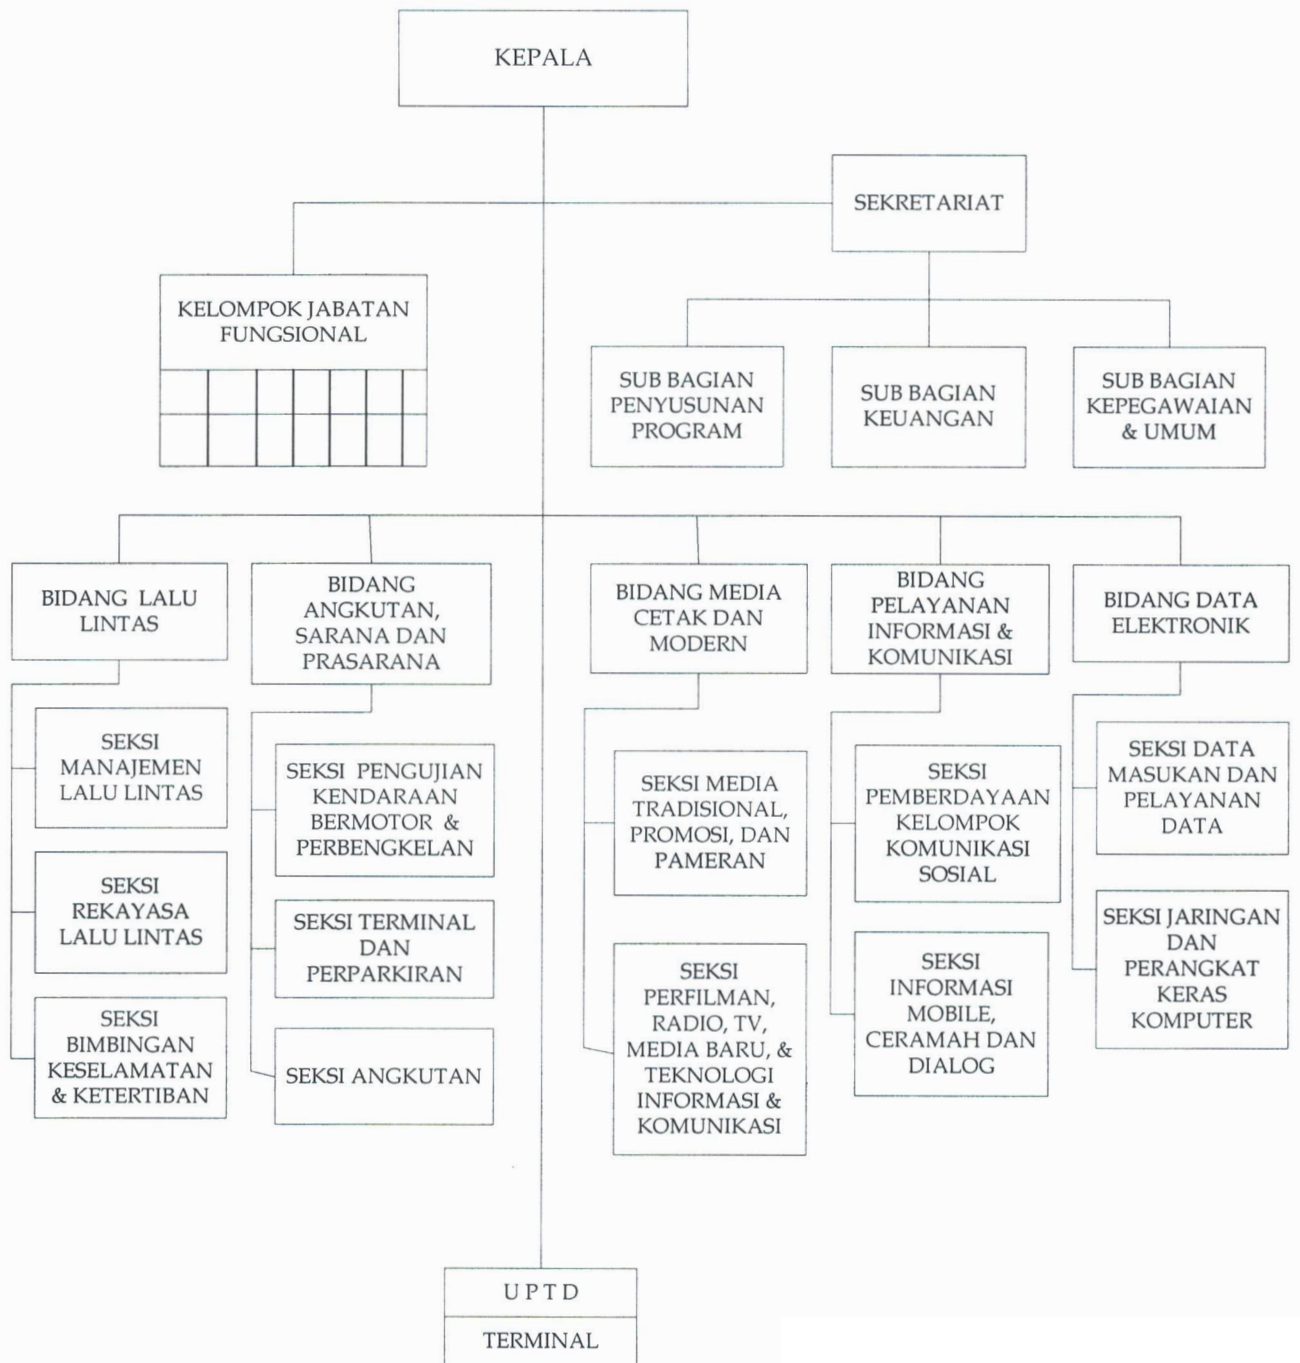 KEPALA
SEKRETARIAT
KELOMPOK JABATAN
FUNGSIONAL
SUB BAGIAN
PENYUSUNAN
PROGRAM
SUB BAGIAN
KEUANGAN
SUB BAGIAN
KEPEGAWAIAN
& UMUM
BIDANG LALU
LINTAS
BIDANG
ANGKUTAN,
SARANA DAN
PRASARANA
BIDANG MEDIA
CETAK DAN
MODERN
BIDANG
PELAYANAN
INFORMASI &
KOMUNIKASI
BIDANG DATA
ELEKTRONIK
SEKSI
MANAJEMEN
LALU LINTAS
SEKSI
REKAYASA
LALU LINTAS
SEKSI
BIMBINGAN
KESELAMATAN
& KETERTIBAN
SEKSI PENGUJIAN
KENDARAAN
BERMOTOR &
PERBENGKELAN
SEKSI TERMINAL
DAN
PERPARKIRAN
SEKSI ANGKUTAN
SEKSI MEDIA
TRADISIONAL,
PROMOSI, DAN
PAMERAN
SEKSI
PERFILMAN,
RADIO, TV,
MEDIA BARU, &
TEKNOLOGI
INFORMASI &
KOMUNIKASI
SEKSI
PEMBERDAYAAN
KELOMPOK
KOMUNIKASI
SOSIAL
SEKSI
INFORMASI
MOBILE,
CERAMAH DAN
DIALOG
SEKSI DATA
MASUKAN DAN
PELAYANAN
DATA
SEKSI JARINGAN
DAN
PERANGKAT
KERAS
KOMPUTER
U P T D
TERMINAL